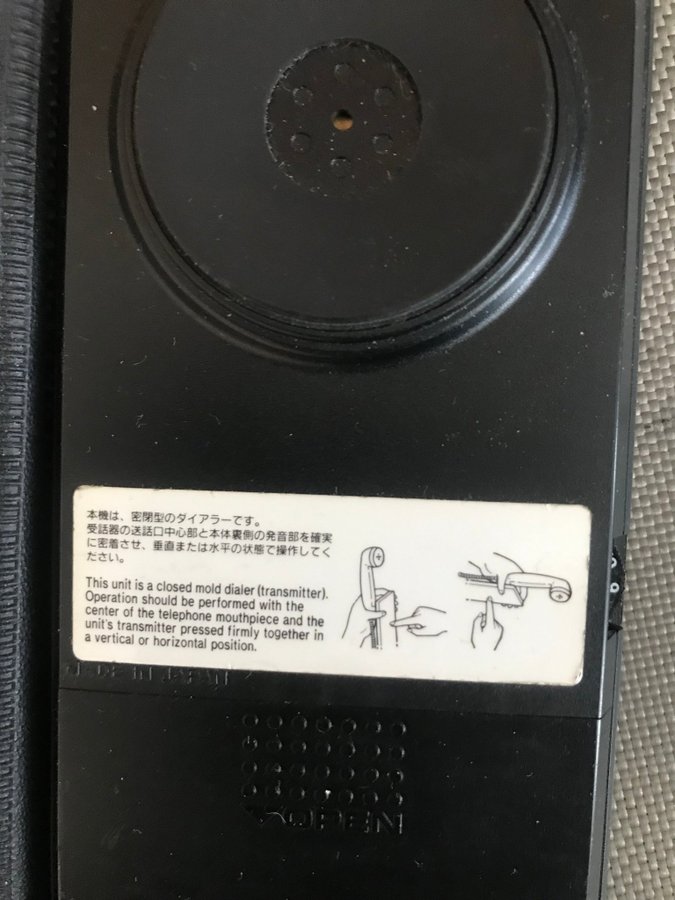 本機は、密閉型のダイアラーです。
受話器の送話口中心部と本体裏側の発音部を確実
に密着させ、垂直または水平の状態で操作してく
ださい。
This unit is a closed mold dialer (transmitter).
Operation should be performed with the
center of the telephone mouthpiece and the
unit's transmitter pressed firmly together in
a vertical or horizontal position.
MADE IN JAPAN
OPEN